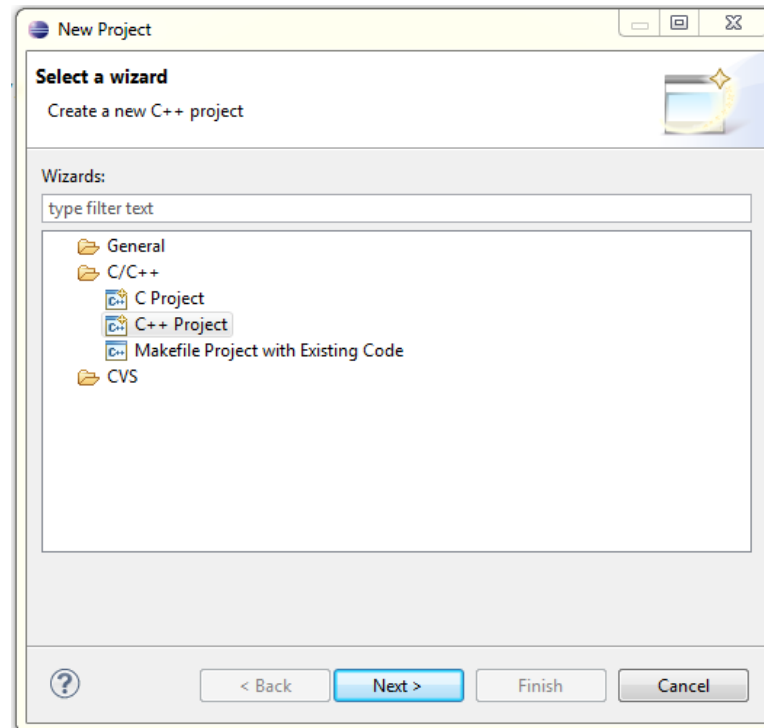 New Project
Select a wizard
Create a new C++ project
Wizards:
type filter text
General
C/C++
C Project
C++ Project
Makefile Project with Existing Code
CVS
? < Back Next > Finish Cancel